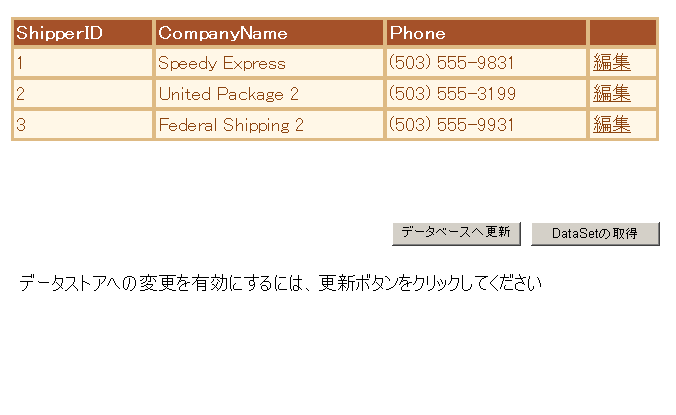 ShipperID CompanyName Phone
1 Speedy Express (503) 555-9831 編集
2 United Package 2 (503) 555-3199 編集
3 Federal Shipping 2 (503) 555-9931 編集
データベースへ更新 DataSetの取得
データストアへの変更を有効にするには、更新ボタンをクリックしてください